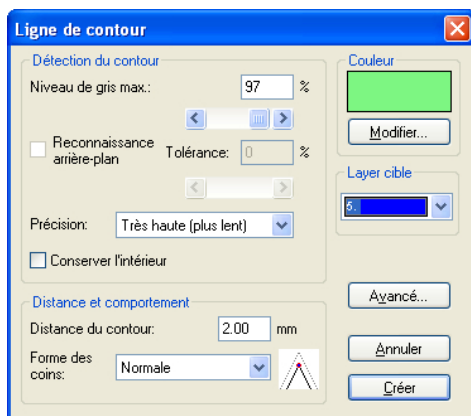 Ligne de contour
Détection du contour
Niveau de gris max.: 97 %
Reconnaissance arrière-plan
Tolérance: 0 %
Précision: Très haute (plus lent)
Conserver l'intérieur
Distance et comportement
Distance du contour: 2.00 mm
Forme des coins: Normale
Couleur
Modifier...
Layer cible
5.
Avancé...
Annuler
Créer